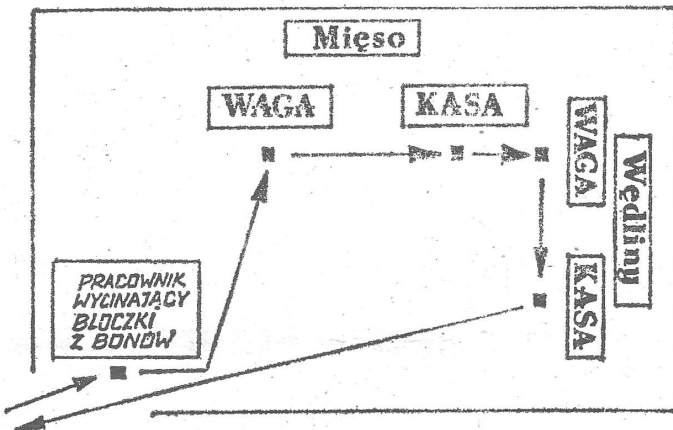 Mięso
WAGA
KASA
WAGA
Wędliny
KASA
PRACOWNIK
WYCINAJĄCY
BLOCZKI
Z BONÓW